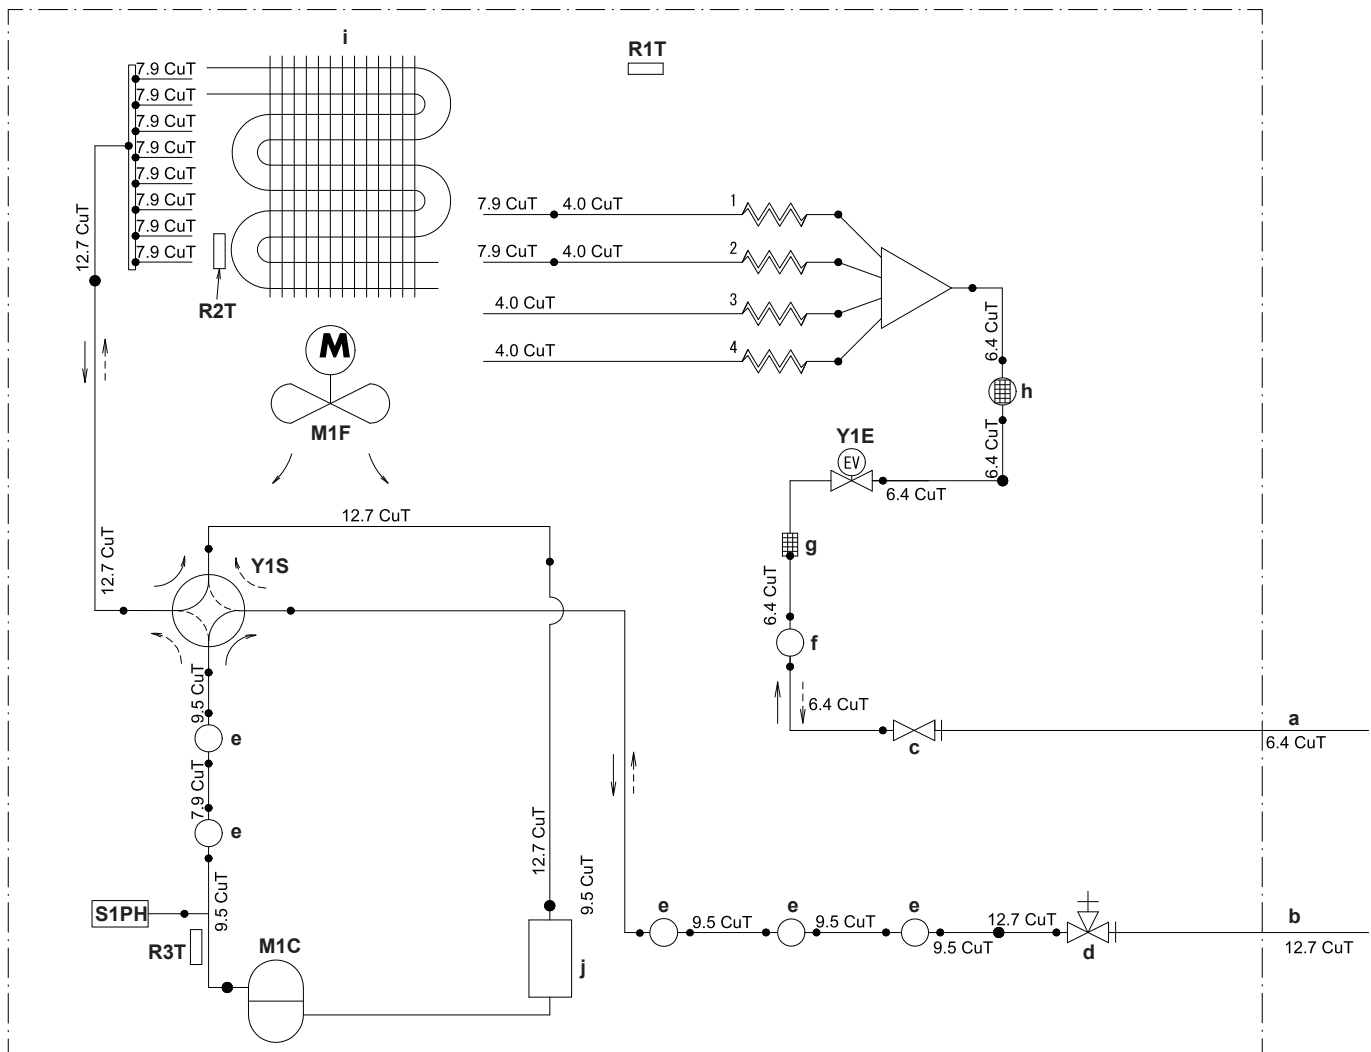 i
R1T
7.9 CuT
7.9 CuT
7.9 CuT
7.9 CuT
7.9 CuT
7.9 CuT
7.9 CuT
7.9 CuT
12.7 CuT
R2T
7.9 CuT
4.0 CuT
1
7.9 CuT
4.0 CuT
2
4.0 CuT
3
4.0 CuT
4
6.4 CuT
h
6.4 CuT
M
M1F
Y1E
EV
6.4 CuT
g
6.4 CuT
f
6.4 CuT
c
a
6.4 CuT
12.7 CuT
12.7 CuT
Y1S
9.5 CuT
e
7.9 CuT
e
9.5 CuT
S1PH
R3T
M1C
12.7 CuT
9.5 CuT
j
e
9.5 CuT
e
9.5 CuT
e
9.5 CuT
12.7 CuT
d
b
12.7 CuT